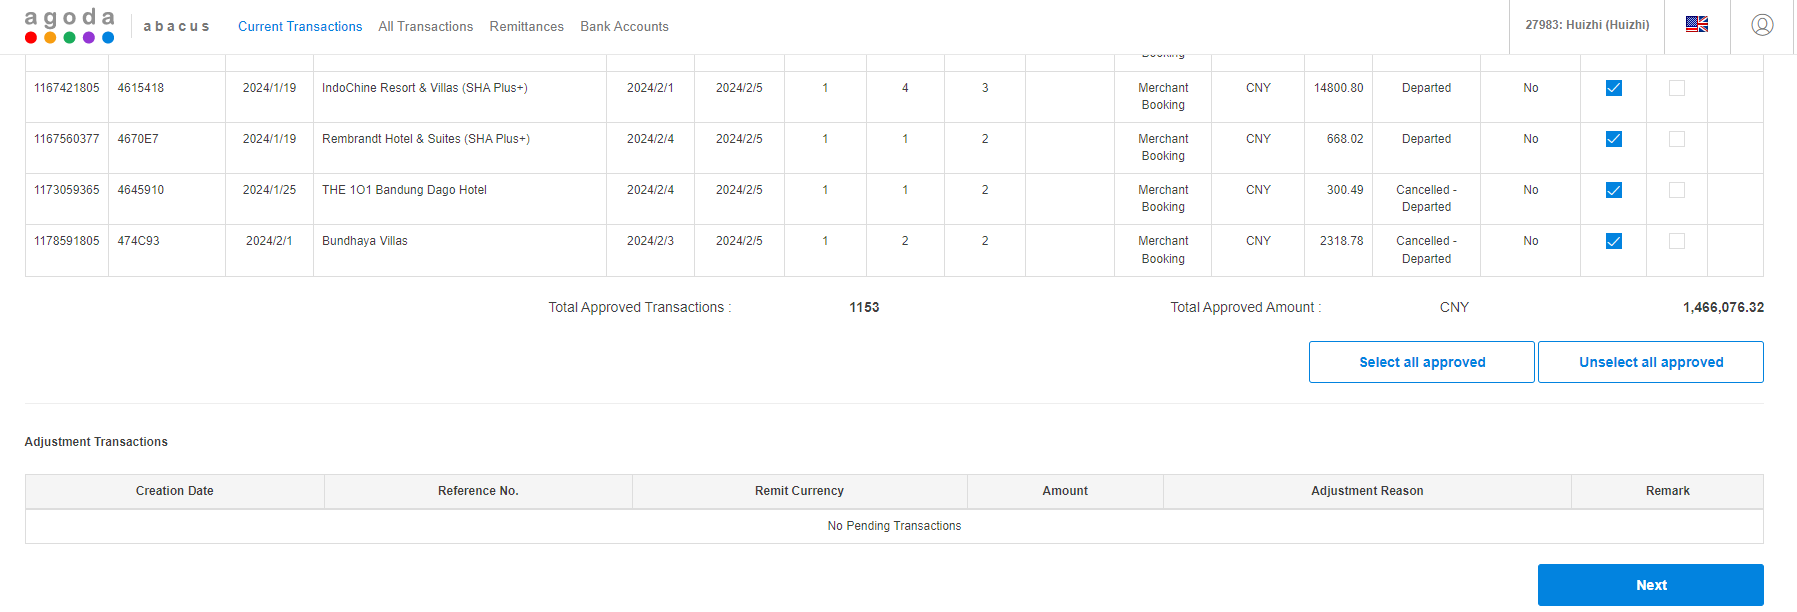 agoda
abacus
Current Transactions All Transactions Remittances Bank Accounts
27983: Huizhi (Huizhi)
Booking
1167421805 4615418 2024/1/19 IndoChine Resort & Villas (SHA Plus+) 2024/2/1 2024/2/5 1 4 3 Merchant Booking CNY 14800.80 Departed No
1167560377 4670E7 2024/1/19 Rembrandt Hotel & Suites (SHA Plus+) 2024/2/4 2024/2/5 1 1 2 Merchant Booking CNY 668.02 Departed No
1173059365 4645910 2024/1/25 THE 1O1 Bandung Dago Hotel 2024/2/4 2024/2/5 1 1 2 Merchant Booking CNY 300.49 Cancelled - Departed No
1178591805 474C93 2024/2/1 Bundhaya Villas 2024/2/3 2024/2/5 1 2 2 Merchant Booking CNY 2318.78 Cancelled - Departed No
Total Approved Transactions : 1153 Total Approved Amount : CNY 1,466,076.32
Select all approved Unselect all approved
Adjustment Transactions
Creation Date Reference No. Remit Currency Amount Adjustment Reason Remark
No Pending Transactions
Next